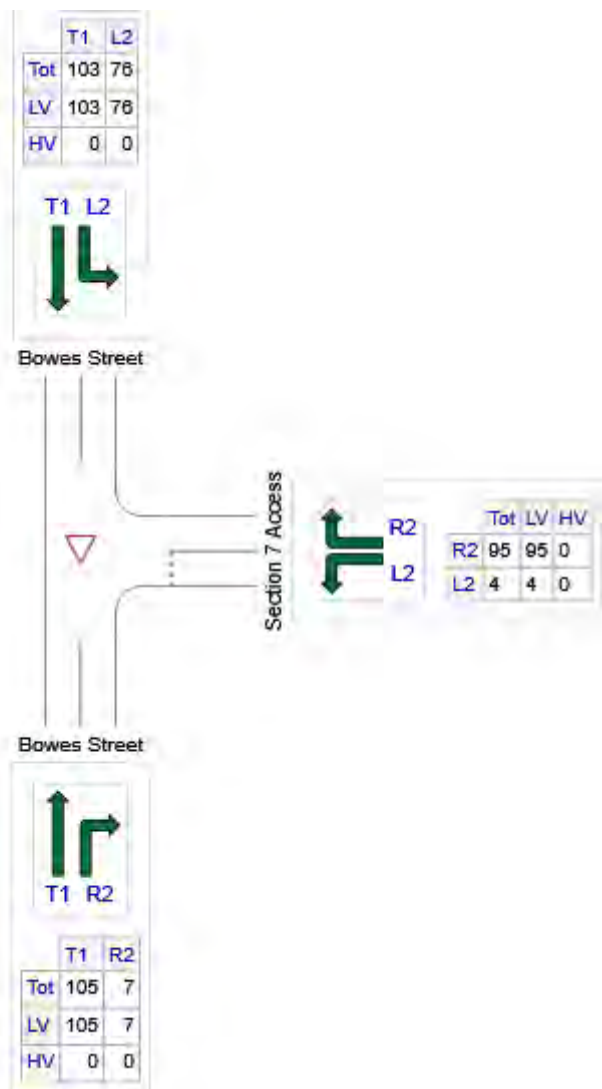 T1 L2
Tot 103 76
LV 103 76
HV 0 0
T1 L2
Bowes Street
Section 7 Access
R2
L2
Tot LV HV
R2 95 95 0
L2 4 4 0
Bowes Street
T1 R2
T1 R2
Tot 105 7
LV 105 7
HV 0 0